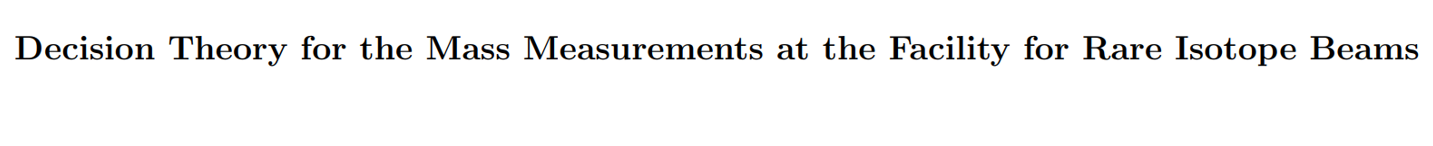 Decision Theory for the Mass Measurements at the Facility for Rare Isotope Beams